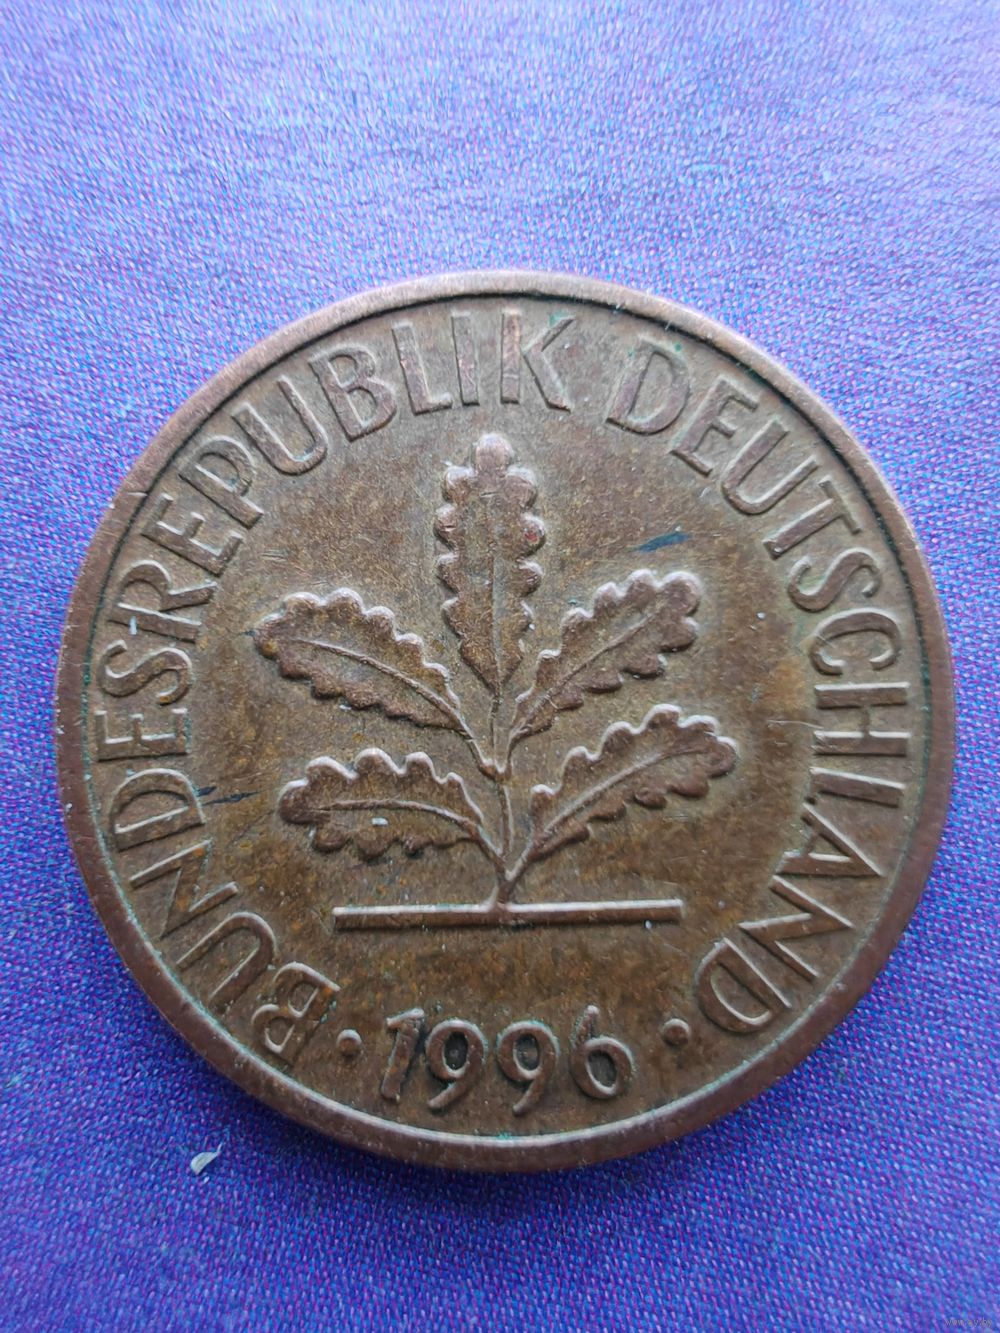 BUNDESREPUBLIK DEUTSCHLAND
· 1996 ·